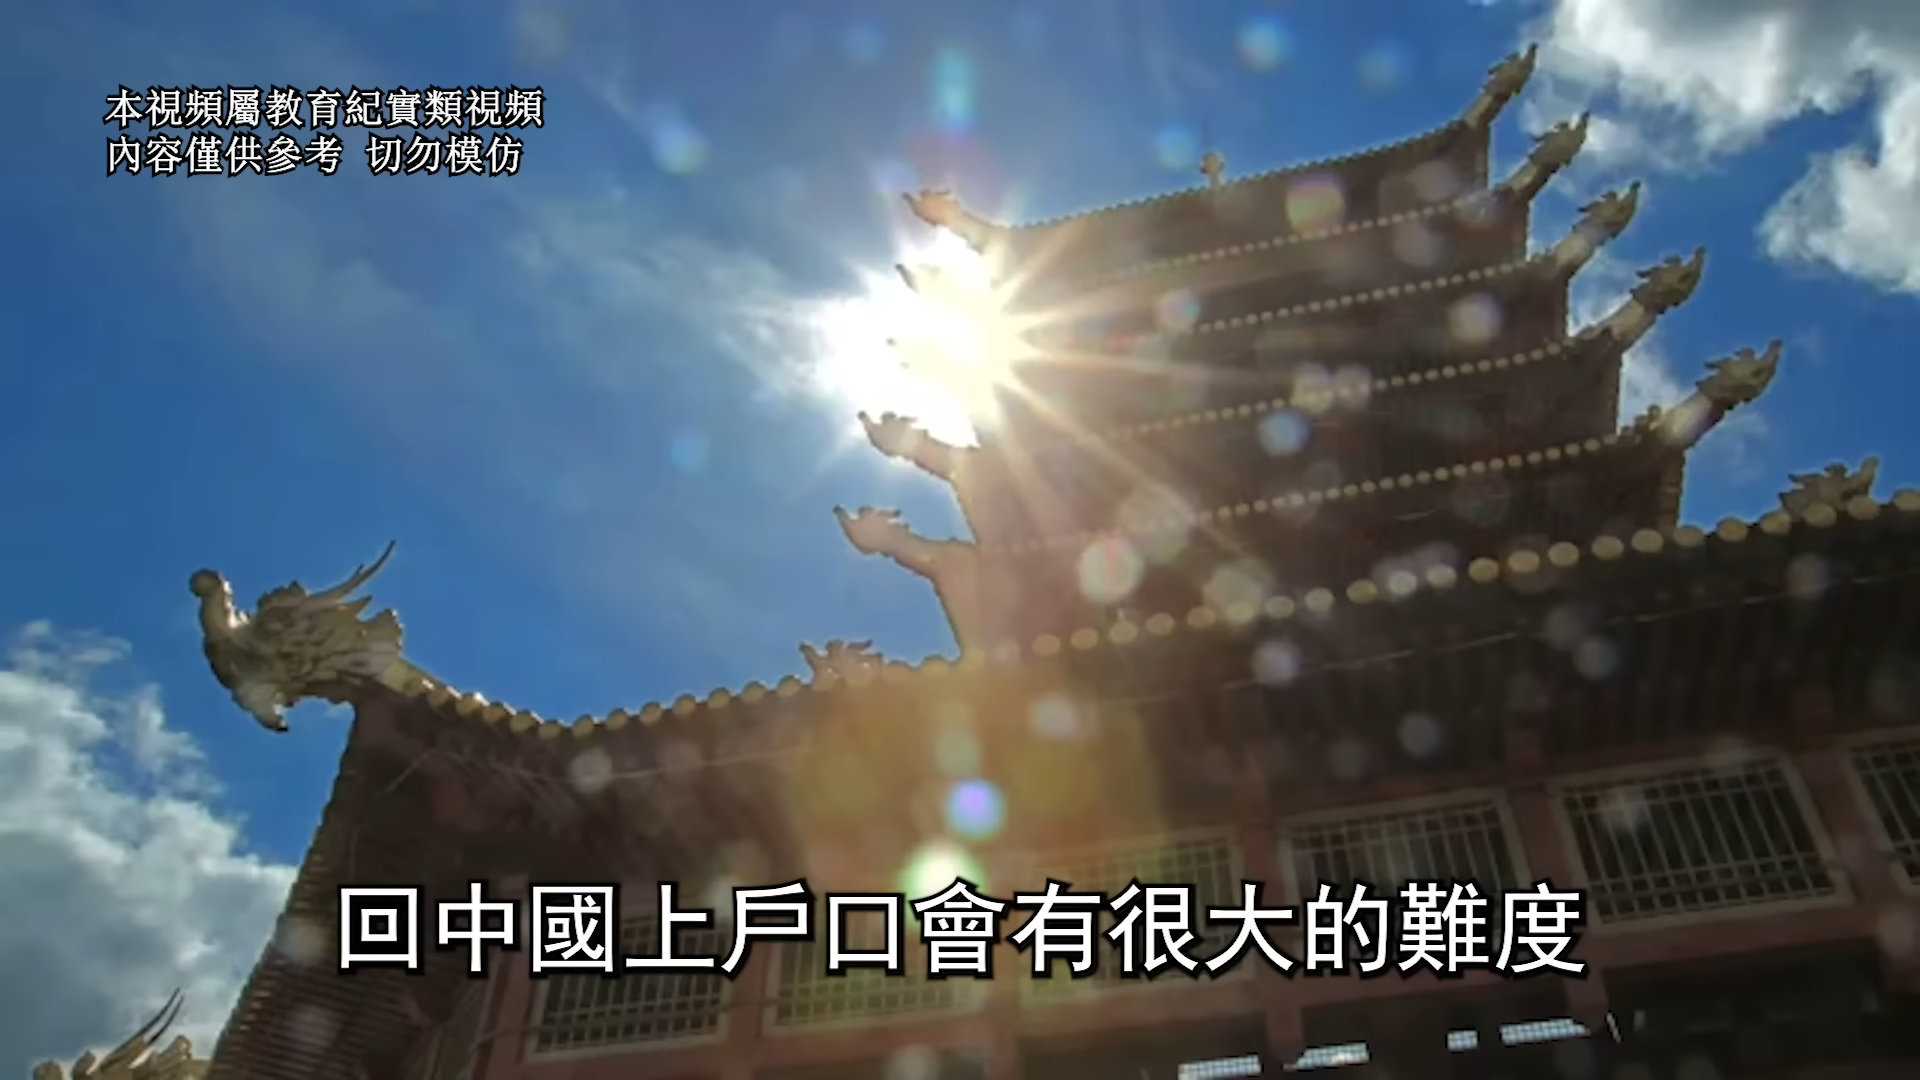 本視頻屬教育紀實類視頻
內容僅供參考 切勿模仿
回中國上戶口會有很大的難度